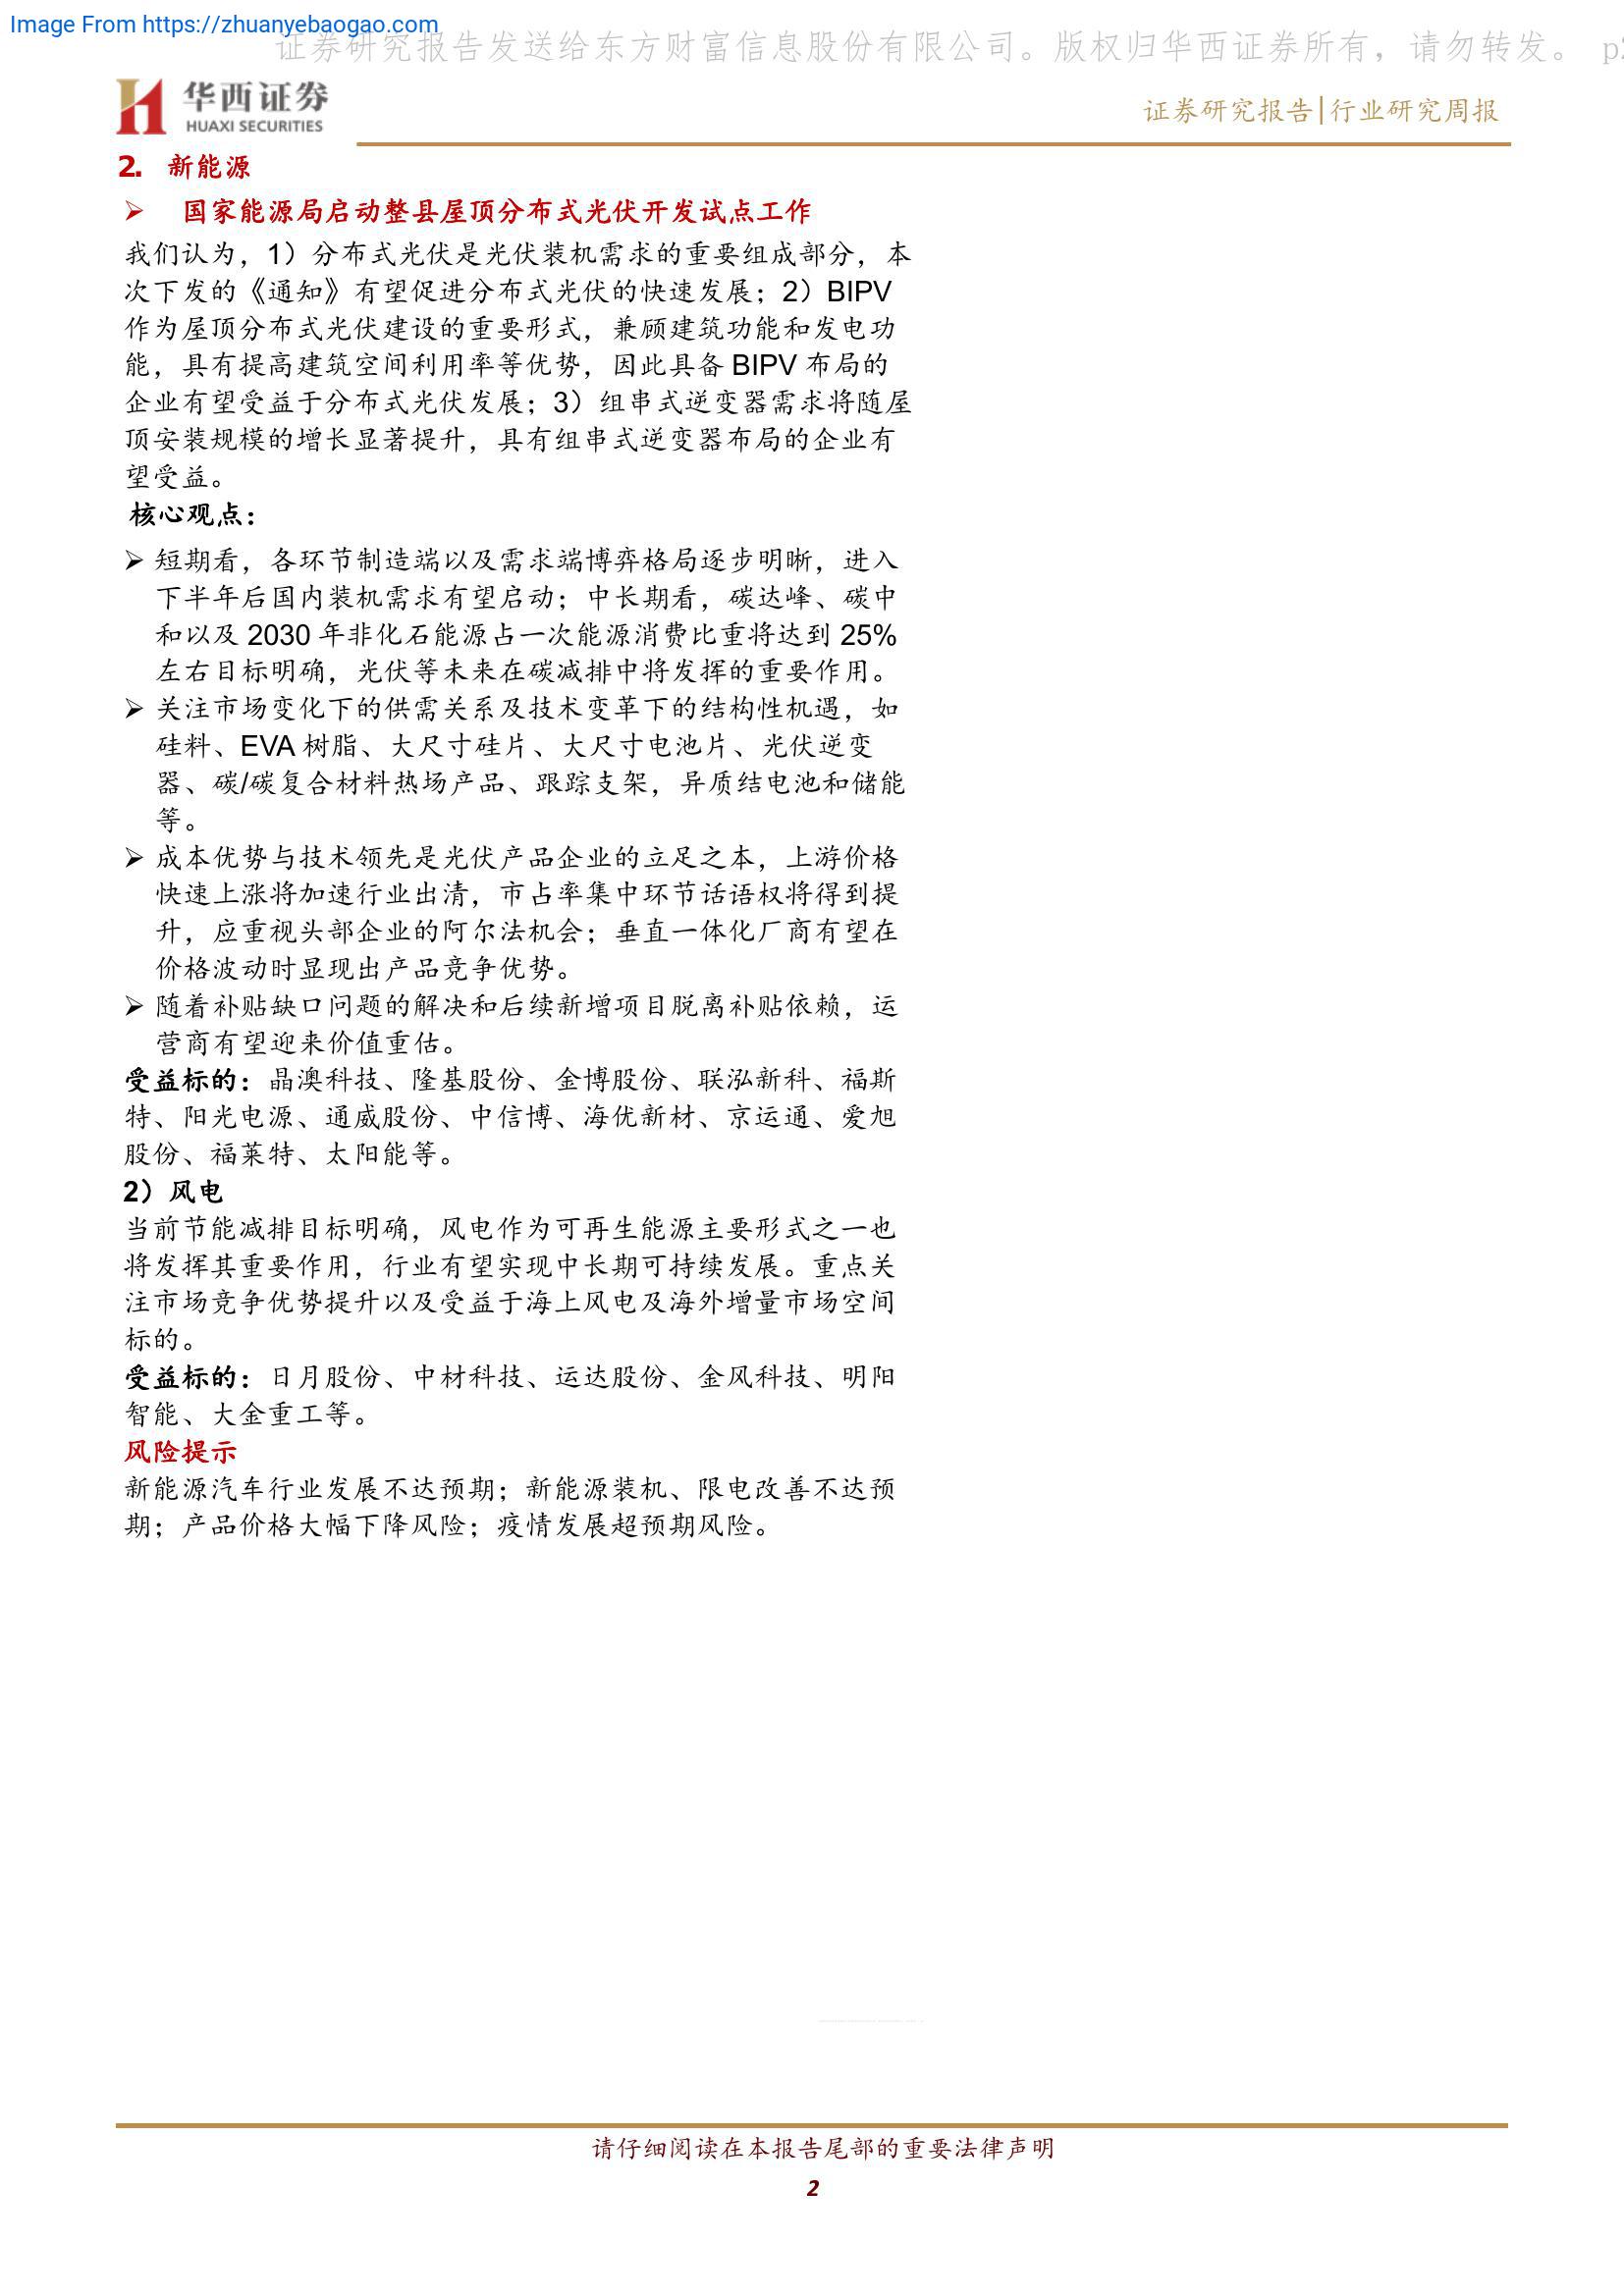 Image From https://zhuanyebaogao.com
证券研究报告发送给东方财富信息股份有限公司。版权归华西证券所有，请勿转发。 p2
华西证券
HUAXI SECURITIES
证券研究报告|行业研究周报
2. 新能源
➢ 国家能源局启动整县屋顶分布式光伏开发试点工作
我们认为，1）分布式光伏是光伏装机需求的重要组成部分，本
次下发的《通知》有望促进分布式光伏的快速发展；2）BIPV
作为屋顶分布式光伏建设的重要形式，兼顾建筑功能和发电功
能，具有提高建筑空间利用率等优势，因此具备 BIPV 布局的
企业有望受益于分布式光伏发展；3）组串式逆变器需求将随屋
顶安装规模的增长显著提升，具有组串式逆变器布局的企业有
望受益。
核心观点：
➢ 短期看，各环节制造端以及需求端博弈格局逐步明晰，进入
下半年后国内装机需求有望启动；中长期看，碳达峰、碳中
和以及 2030 年非化石能源占一次能源消费比重将达到 25%
左右目标明确，光伏等未来在碳减排中将发挥的重要作用。
➢ 关注市场变化下的供需关系及技术变革下的结构性机遇，如
硅料、EVA 树脂、大尺寸硅片、大尺寸电池片、光伏逆变
器、碳/碳复合材料热场产品、跟踪支架，异质结电池和储能
等。
➢ 成本优势与技术领先是光伏产品企业的立足之本，上游价格
快速上涨将加速行业出清，市占率集中环节话语权将得到提
升，应重视头部企业的阿尔法机会；垂直一体化厂商有望在
价格波动时显现出产品竞争优势。
➢ 随着补贴缺口问题的解决和后续新增项目脱离补贴依赖，运
营商有望迎来价值重估。
受益标的：晶澳科技、隆基股份、金博股份、联泓新科、福斯
特、阳光电源、通威股份、中信博、海优新材、京运通、爱旭
股份、福莱特、太阳能等。
2）风电
当前节能减排目标明确，风电作为可再生能源主要形式之一也
将发挥其重要作用，行业有望实现中长期可持续发展。重点关
注市场竞争优势提升以及受益于海上风电及海外增量市场空间
标的。
受益标的：日月股份、中材科技、运达股份、金风科技、明阳
智能、大金重工等。
风险提示
新能源汽车行业发展不达预期；新能源装机、限电改善不达预
期；产品价格大幅下降风险；疫情发展超预期风险。
请仔细阅读在本报告尾部的重要法律声明
2